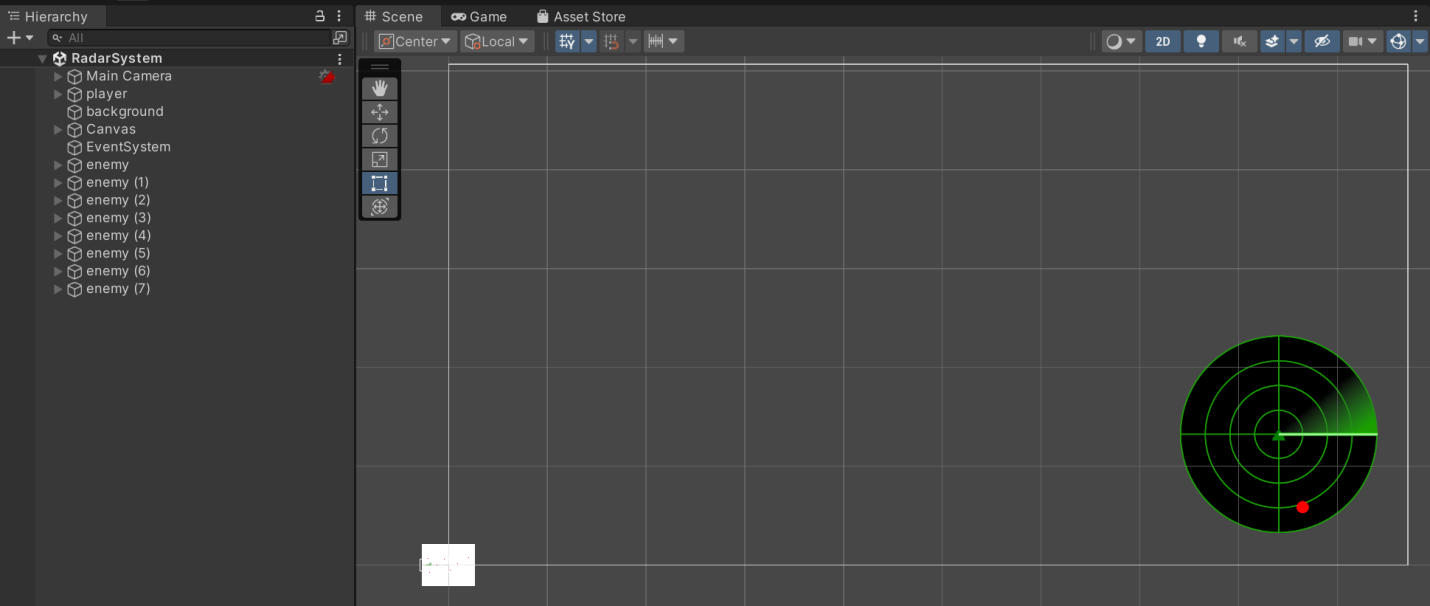 Hierarchy
All
RadarSystem
Main Camera
player
background
Canvas
EventSystem
enemy
enemy (1)
enemy (2)
enemy (3)
enemy (4)
enemy (5)
enemy (6)
enemy (7)
Scene Game Asset Store
Center Local 2D